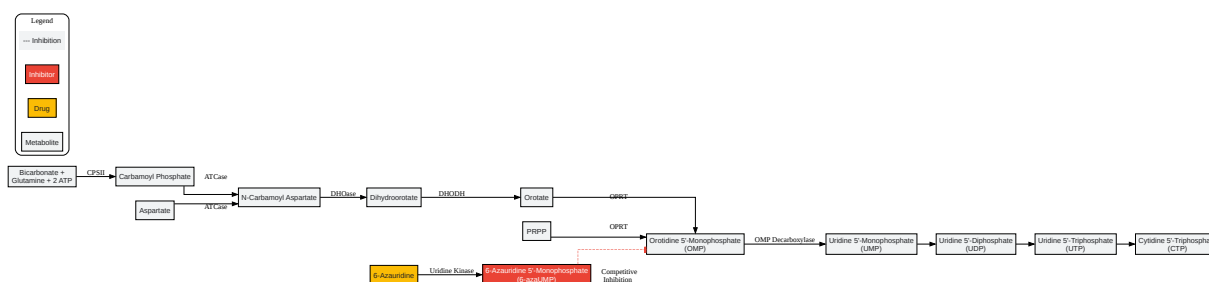 Legend
--- Inhibition
Inhibitor
Drug
Metabolite
Bicarbonate +
Glutamine + 2 ATP
CPSII
Carbamoyl Phosphate
ATCase
Aspartate
ATCase
N-Carbamoyl Aspartate
DHOase
Dihydroorotate
DHODH
Orotate
OPRT
PRPP
OPRT
Orotidine 5'-Monophosphate
(OMP)
OMP Decarboxylase
Uridine 5'-Monophosphate
(UMP)
Uridine 5'-Diphosphate
(UDP)
Uridine 5'-Triphosphate
(UTP)
Cytidine 5'-Triphospha
(CTP)
6-Azauridine
Uridine Kinase
6-Azauridine 5'-Monophosphate
(6-azaUMP)
Competitive
Inhibition